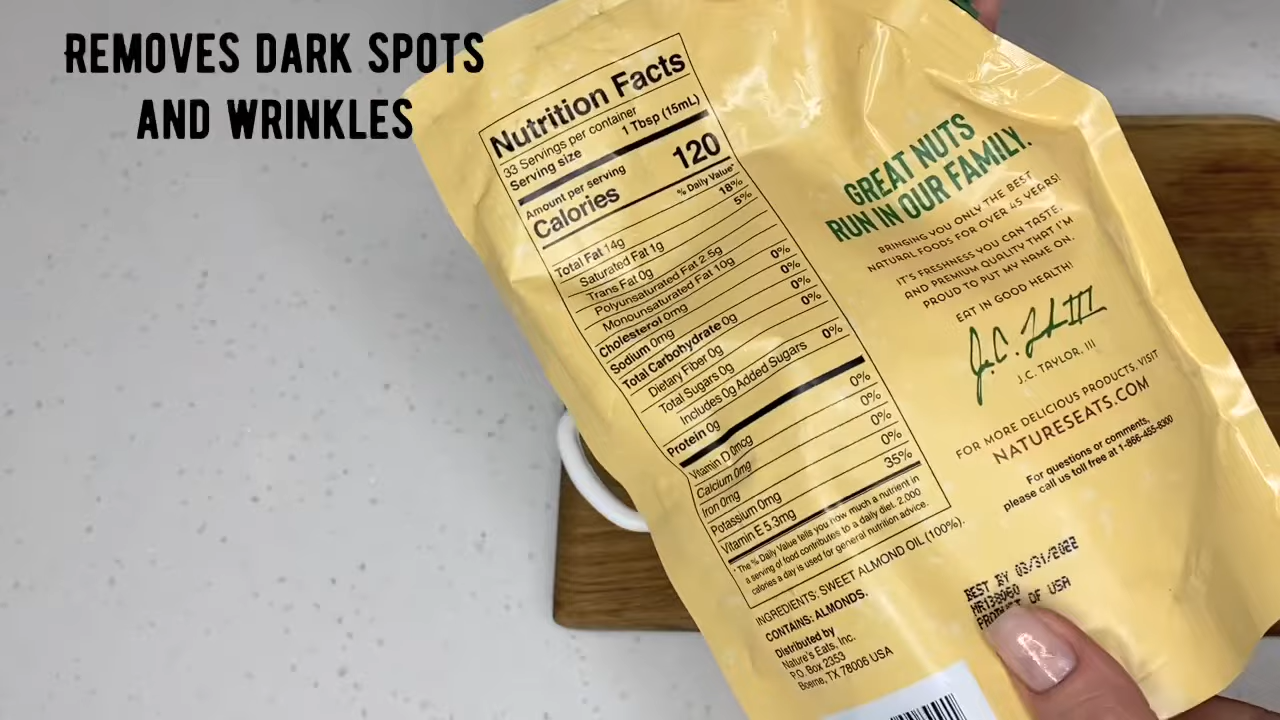 REMOVES DARK SPOTS
AND WRINKLES
Nutrition Facts
33 Servings per container
Serving size 1 Tbsp (15mL)
Amount per serving
Calories 120
% Daily Value*
Total Fat 14g 18%
Saturated Fat 1g 5%
Trans Fat 0g
Polyunsaturated Fat 2.5g
Monounsaturated Fat 10g
Cholesterol 0mg 0%
Sodium 0mg 0%
Total Carbohydrate 0g 0%
Dietary Fiber 0g 0%
Total Sugars 0g
Includes 0g Added Sugars 0%
Protein 0g
Vitamin D 0mcg 0%
Calcium 0mg 0%
Iron 0mg 0%
Potassium 0mg 0%
Vitamin E 5.3mg 35%
* The % Daily Value tells you how much a nutrient in
a serving of food contributes to a daily diet. 2,000
calories a day is used for general nutrition advice.
INGREDIENTS: SWEET ALMOND OIL (100%).
CONTAINS: ALMONDS.
Distributed by
Nature's Eats, Inc.
P.O. Box 2353
Boerne, TX 78006 USA
GREAT NUTS
RUN IN OUR FAMILY.
BRINGING YOU ONLY THE BEST
NATURAL FOODS FOR OVER 45 YEARS!
IT'S FRESHNESS YOU CAN TASTE,
AND PREMIUM QUALITY THAT I'M
PROUD TO PUT MY NAME ON.
EAT IN GOOD HEALTH!
J.C. TAYLOR, III
FOR MORE DELICIOUS PRODUCTS, VISIT
NATURESEATS.COM
For questions or comments,
please call us toll free at 1-866-455-6300
BEST BY 03/31/2022
PRODUCT OF USA